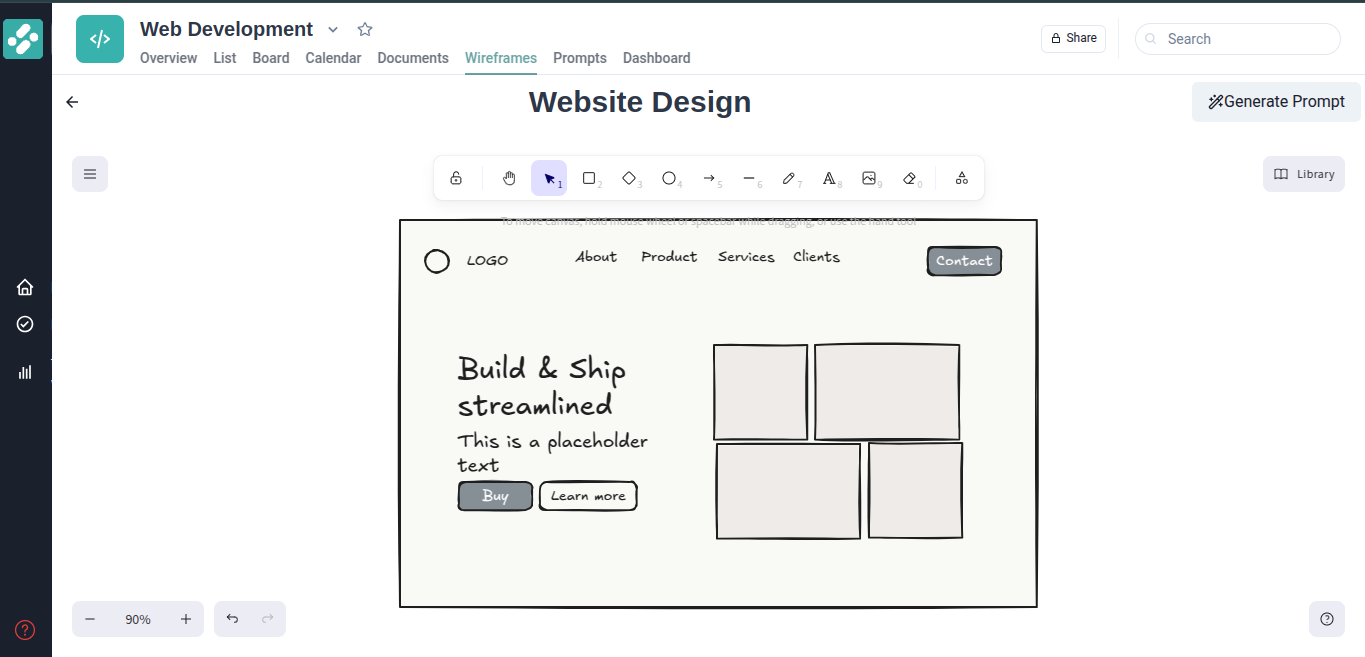 </> Web Development
Share
Search
Overview List Board Calendar Documents Wireframes Prompts Dashboard
Website Design
Generate Prompt
1 2 3 4 5 6 7 8 9 0
Library
To move canvas, hold mouse wheel or spacebar while dragging, or use the hand tool
LOGO About Product Services Clients Contact
Build & Ship
streamlined
This is a placeholder
text
Buy Learn more
90%